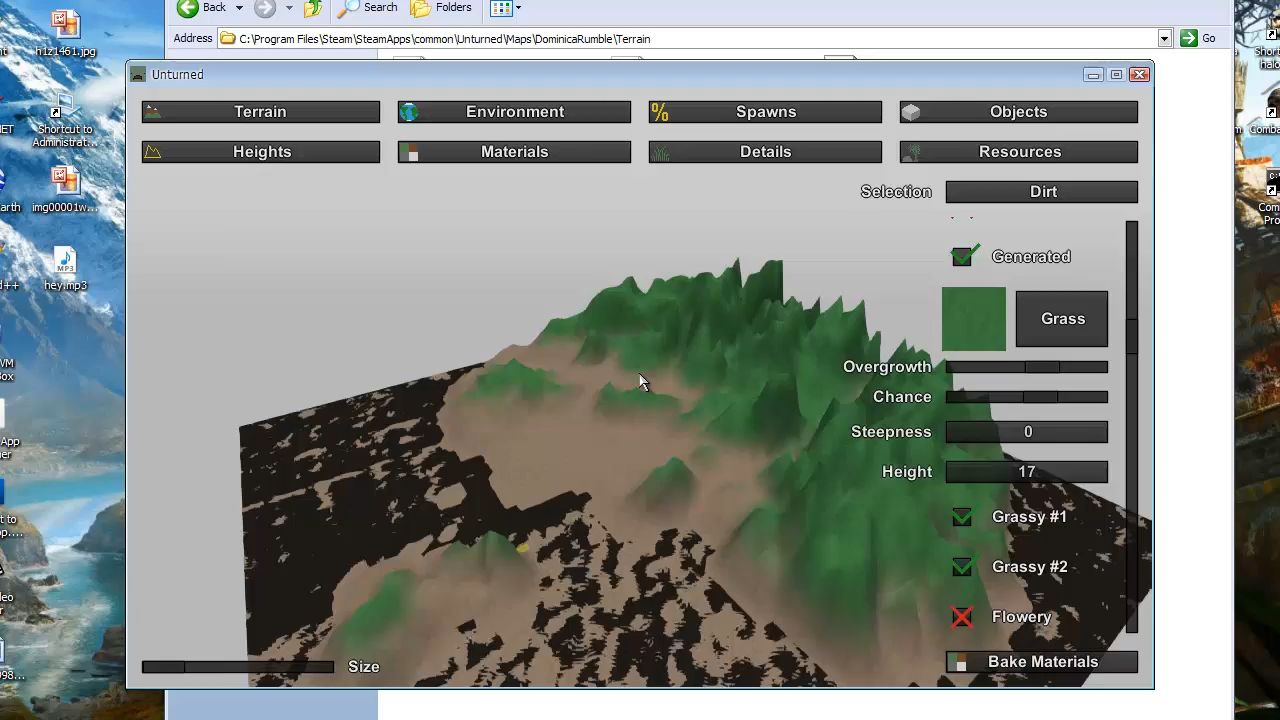 Back
Search
Folders
Address C:\Program Files\Steam\SteamApps\common\Unturned\Maps\DominicaRumble\Terrain Go
h1z1461.jpg
Shortcut to
Administrat...
img00001w...
MP3
hey.mp3
Unturned
Terrain Environment Spawns Objects
Heights Materials Details Resources
Selection Dirt
Generated
Grass
Overgrowth
Chance
Steepness 0
Height 17
Grassy #1
Grassy #2
Flowery
Size
Bake Materials